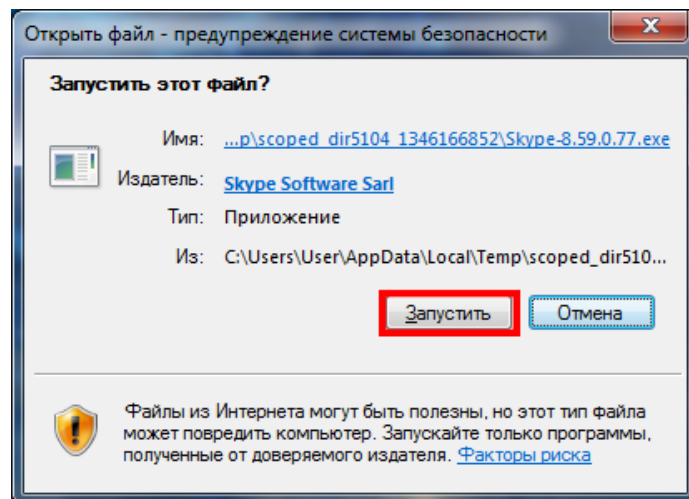 Открыть файл - предупреждение системы безопасности
Запустить этот файл?
Имя: ...p\scoped_dir5104_1346166852\Skype-8.59.0.77.exe
Издатель: Skype Software Sarl
Тип: Приложение
Из: C:\Users\User\AppData\Local\Temp\scoped_dir510...
Запустить Отмена
Файлы из Интернета могут быть полезны, но этот тип файла
может повредить компьютер. Запускайте только программы,
полученные от доверяемого издателя. Факторы риска